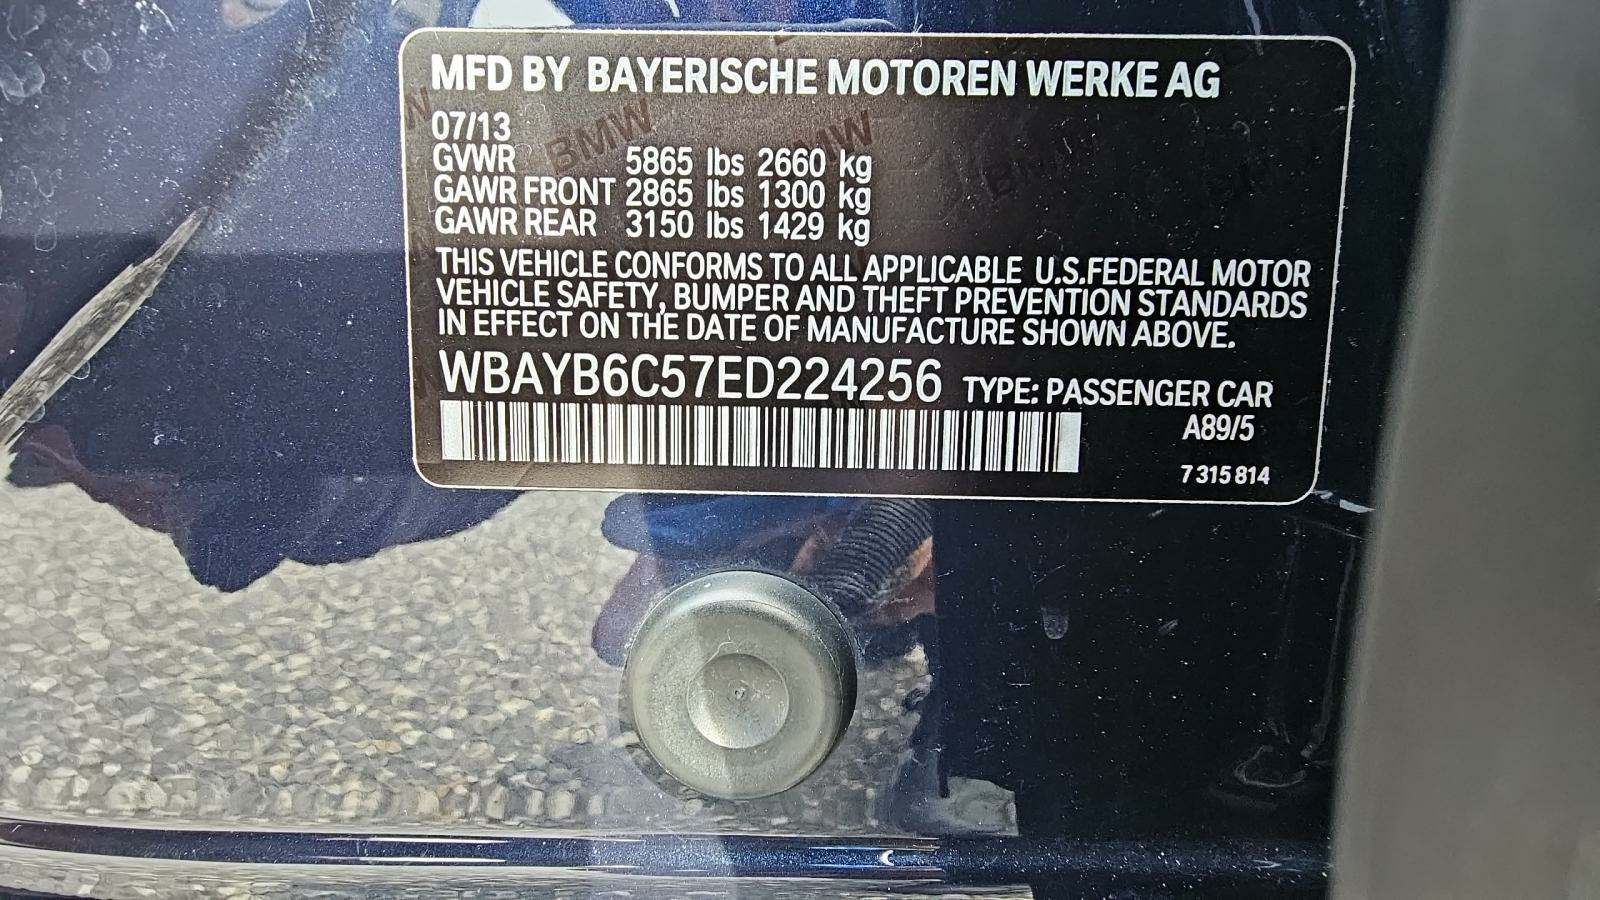 MFD BY BAYERISCHE MOTOREN WERKE AG
07/13
GVWR 5865 lbs 2660 kg
GAWR FRONT 2865 lbs 1300 kg
GAWR REAR 3150 lbs 1429 kg
THIS VEHICLE CONFORMS TO ALL APPLICABLE U.S.FEDERAL MOTOR
VEHICLE SAFETY, BUMPER AND THEFT PREVENTION STANDARDS
IN EFFECT ON THE DATE OF MANUFACTURE SHOWN ABOVE.
WBAYB6C57ED224256 TYPE: PASSENGER CAR
A89/5
7 315 814
BMW